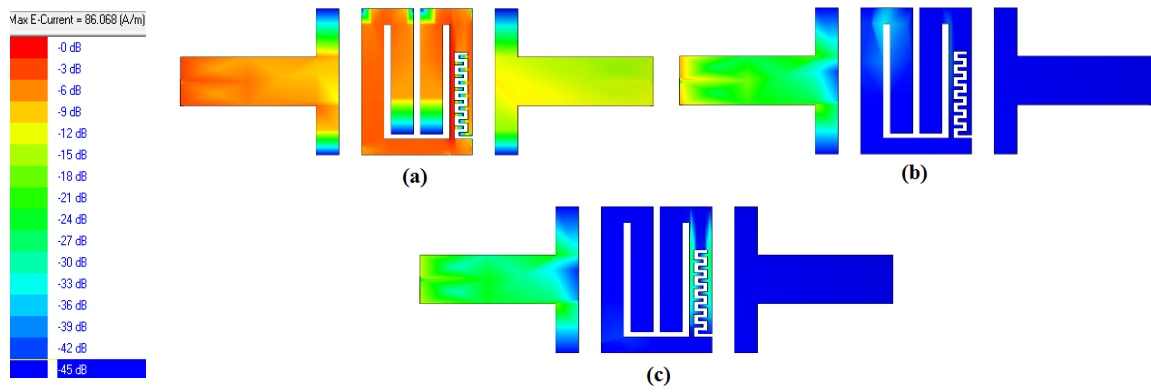 Max E-Current = 86.068 (A/m)
-0 dB
-3 dB
-6 dB
-9 dB
-12 dB
-15 dB
-18 dB
-21 dB
-24 dB
-27 dB
-30 dB
-33 dB
-36 dB
-39 dB
-42 dB
-45 dB
(a)
(b)
(c)